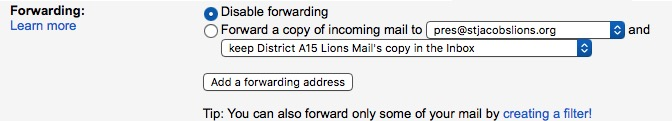 Forwarding: Disable forwarding
Learn more Forward a copy of incoming mail to pres@stjacobslions.org and
keep District A15 Lions Mail's copy in the Inbox
Add a forwarding address
Tip: You can also forward only some of your mail by creating a filter!